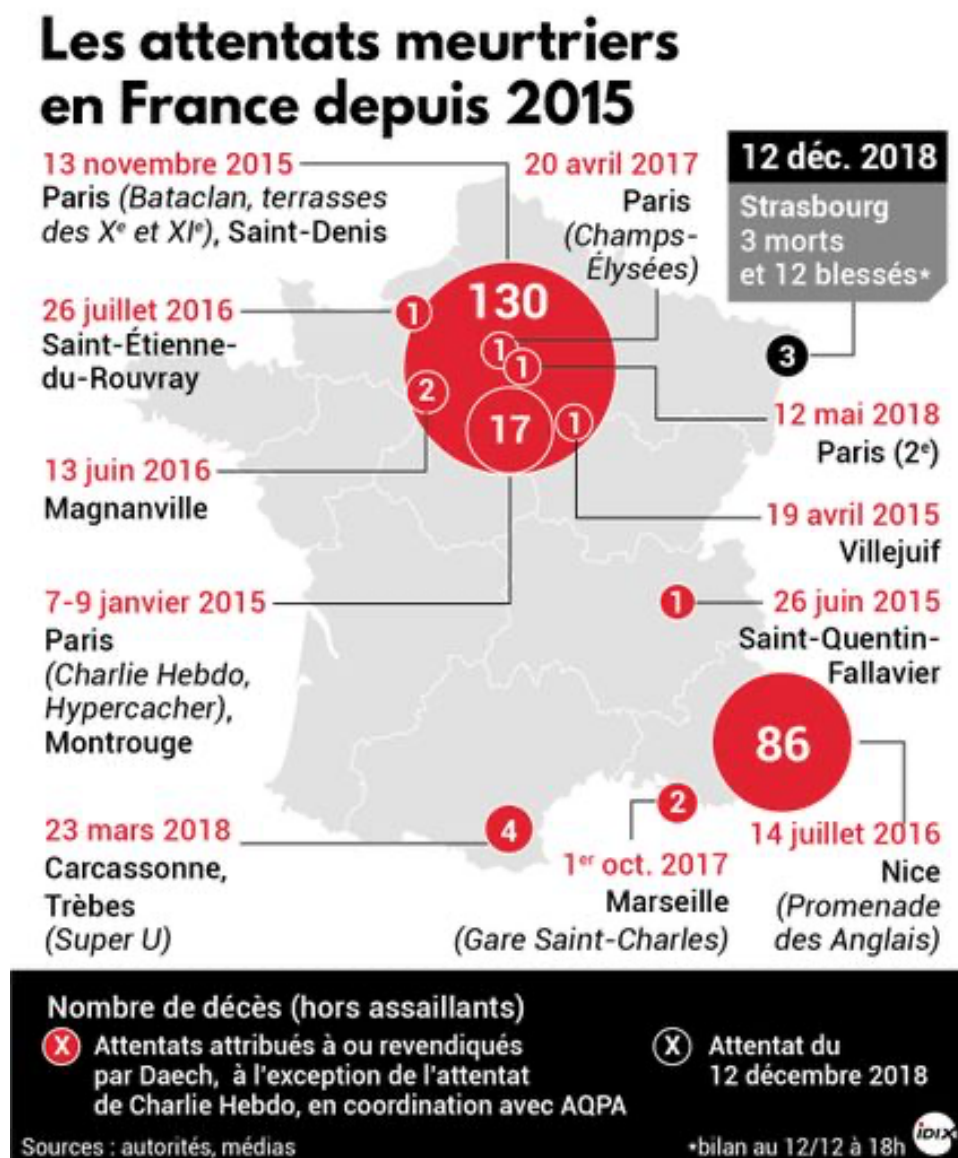 Les attentats meurtriers
en France depuis 2015
13 novembre 2015
Paris (Bataclan, terrasses
des Xᵉ et XIᵉ), Saint-Denis
20 avril 2017
Paris
(Champs-
Élysées)
12 déc. 2018
Strasbourg
3 morts
et 12 blessés*
130
26 juillet 2016
Saint-Étienne-
du-Rouvray
1
1
1
3
2
12 mai 2018
Paris (2ᵉ)
17
1
13 juin 2016
Magnanville
19 avril 2015
Villejuif
7-9 janvier 2015
Paris
(Charlie Hebdo,
Hypercacher),
Montrouge
1
26 juin 2015
Saint-Quentin-
Fallavier
86
23 mars 2018
Carcassonne,
Trèbes
(Super U)
4
2
1ᵉʳ oct. 2017
Marseille
(Gare Saint-Charles)
14 juillet 2016
Nice
(Promenade
des Anglais)
Nombre de décès (hors assaillants)
X Attentats attribués à ou revendiqués
par Daech, à l'exception de l'attentat
de Charlie Hebdo, en coordination avec AQPA
X Attentat du
12 décembre 2018
Sources : autorités, médias
*bilan au 12/12 à 18h
iDIX